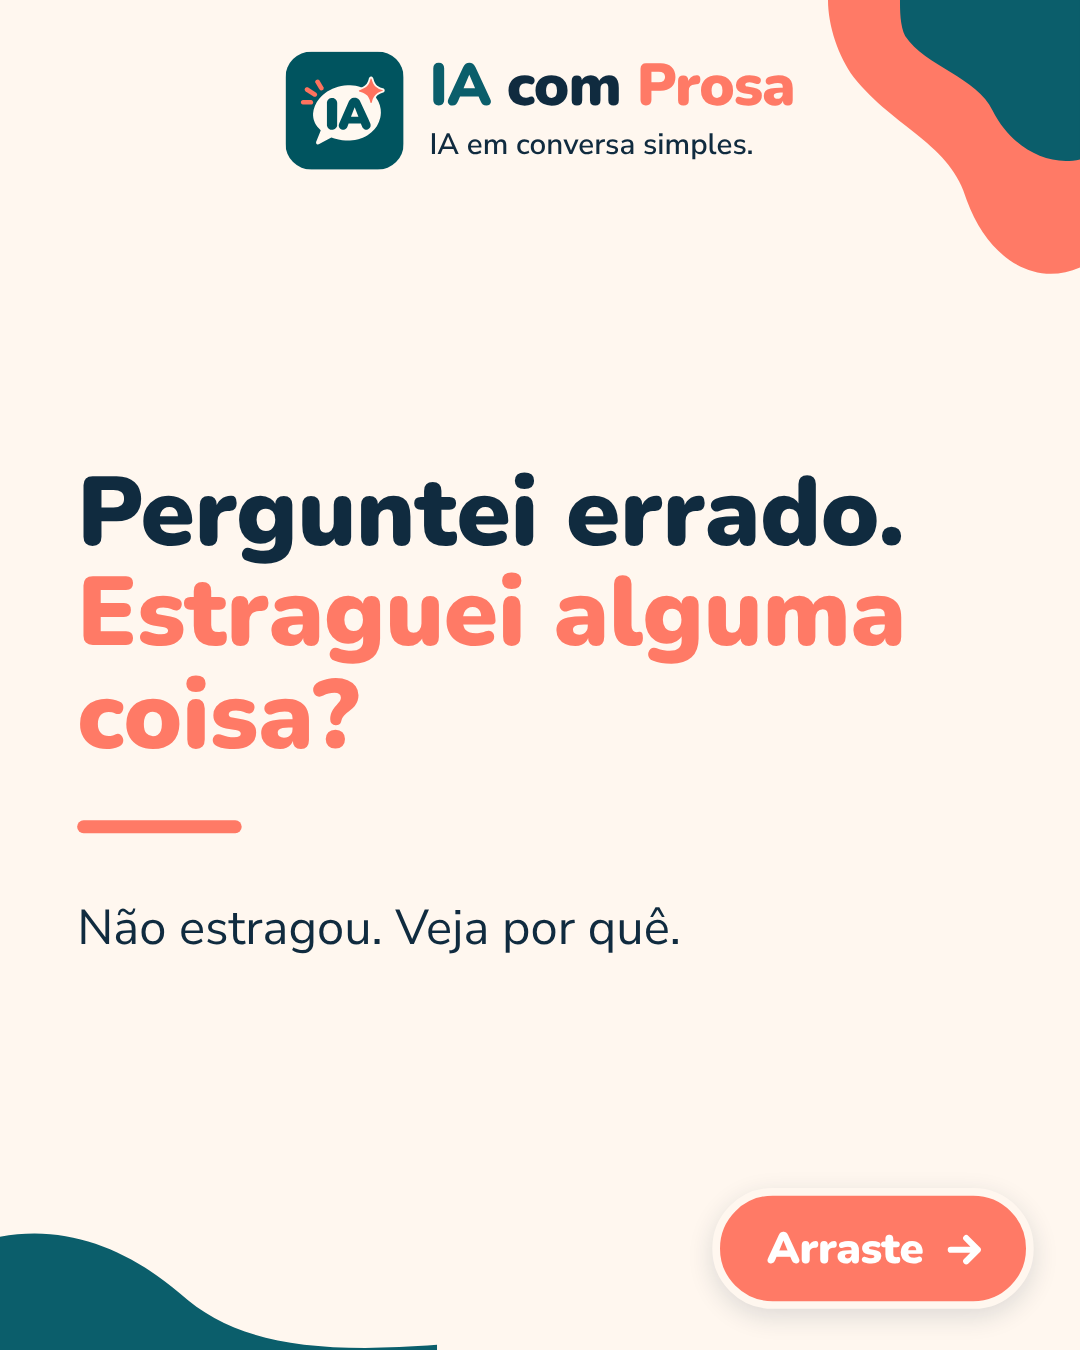 IA
IA com Prosa
IA em conversa simples.
Perguntei errado.
Estraguei alguma
coisa?
Não estragou. Veja por quê.
Arraste →